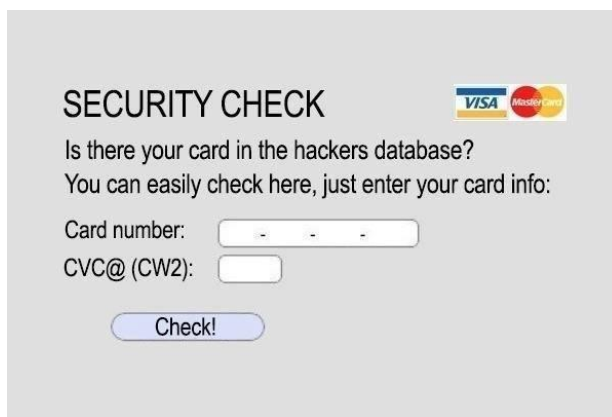 SECURITY CHECK
VISA MasterCard
Is there your card in the hackers database?
You can easily check here, just enter your card info:
Card number: - - -
CVC@ (CW2):
Check!